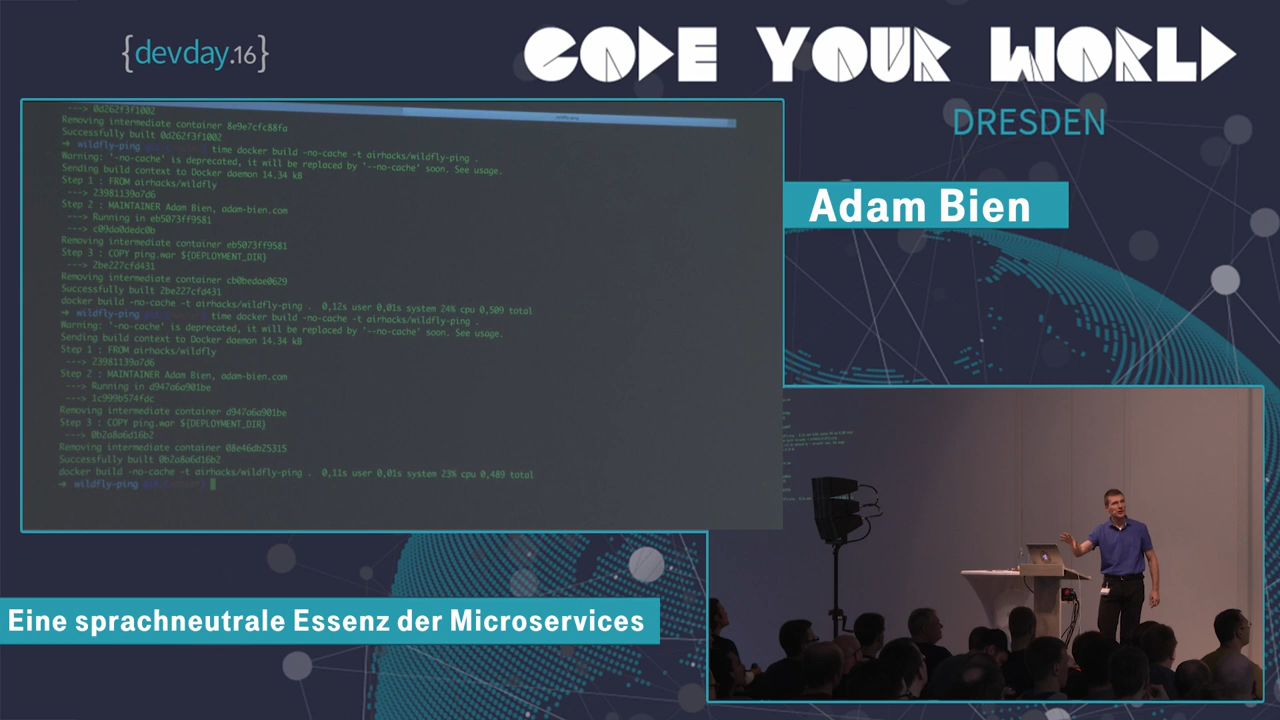 {devday.16}
CODE YOUR WORLD
DRESDEN
---> 0d262f3f1002
Removing intermediate container 8e9e7cfc88fa
Successfully built 0d262f3f1002
→ wildfly-ping time docker build -no-cache -t airhacks/wildfly-ping .
Warning: '-no-cache' is deprecated, it will be replaced by '--no-cache' soon. See usage.
Sending build context to Docker daemon 14.34 kB
Step 1 : FROM airhacks/wildfly
---> 23981139a7d6
Step 2 : MAINTAINER Adam Bien, adam-bien.com
---> Running in eb5073ff9581
---> c09da0dedc0b
Removing intermediate container eb5073ff9581
Step 3 : COPY ping.war ${DEPLOYMENT_DIR}
---> 2be227cfd431
Removing intermediate container cb0bedae0629
Successfully built 2be227cfd431
docker build -no-cache -t airhacks/wildfly-ping . 0,12s user 0,01s system 24% cpu 0,509 total
→ wildfly-ping time docker build -no-cache -t airhacks/wildfly-ping .
Warning: '-no-cache' is deprecated, it will be replaced by '--no-cache' soon. See usage.
Sending build context to Docker daemon 14.34 kB
Step 1 : FROM airhacks/wildfly
---> 23981139a7d6
Step 2 : MAINTAINER Adam Bien, adam-bien.com
---> Running in d947a6a901be
---> 1c999b574fdc
Removing intermediate container d947a6a901be
Step 3 : COPY ping.war ${DEPLOYMENT_DIR}
---> 0b2a8a6d16b2
Removing intermediate container 08e46db25315
Successfully built 0b2a8a6d16b2
docker build -no-cache -t airhacks/wildfly-ping . 0,11s user 0,01s system 23% cpu 0,489 total
→ wildfly-ping
Adam Bien
Eine sprachneutrale Essenz der Microservices